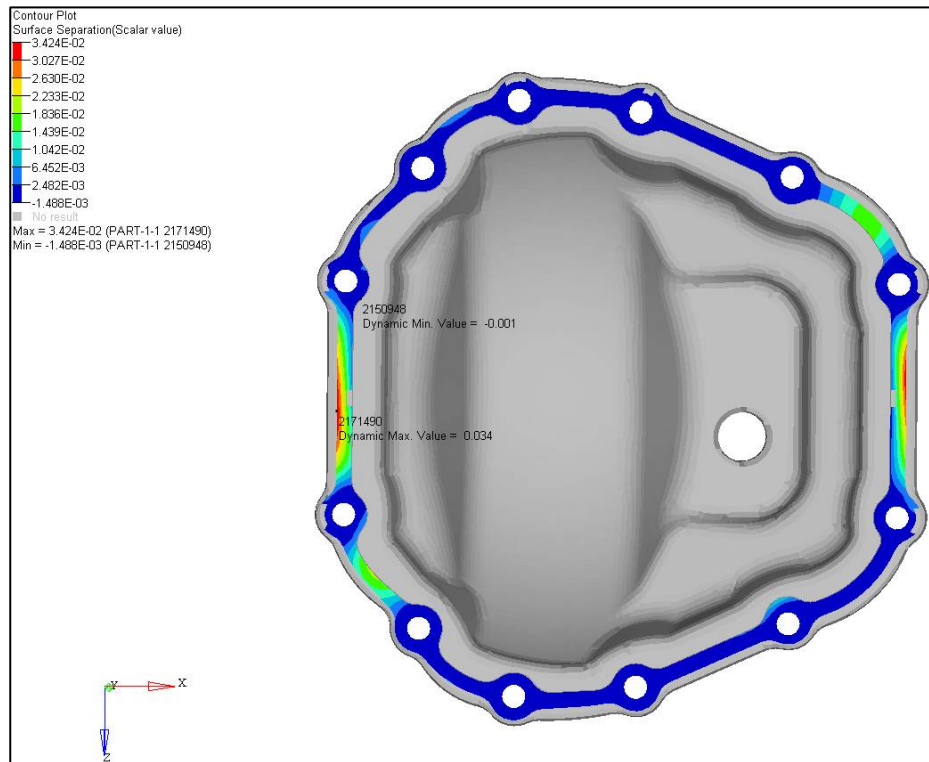 Contour Plot
Surface Separation(Scalar value)
3.424E-02
3.027E-02
2.630E-02
2.233E-02
1.836E-02
1.439E-02
1.042E-02
6.452E-03
2.482E-03
-1.488E-03
No result
Max = 3.424E-02 (PART-1-1 2171490)
Min = -1.488E-03 (PART-1-1 2150948)
2150948
Dynamic Min. Value = -0.001
2171490
Dynamic Max. Value = 0.034
Y X
Z